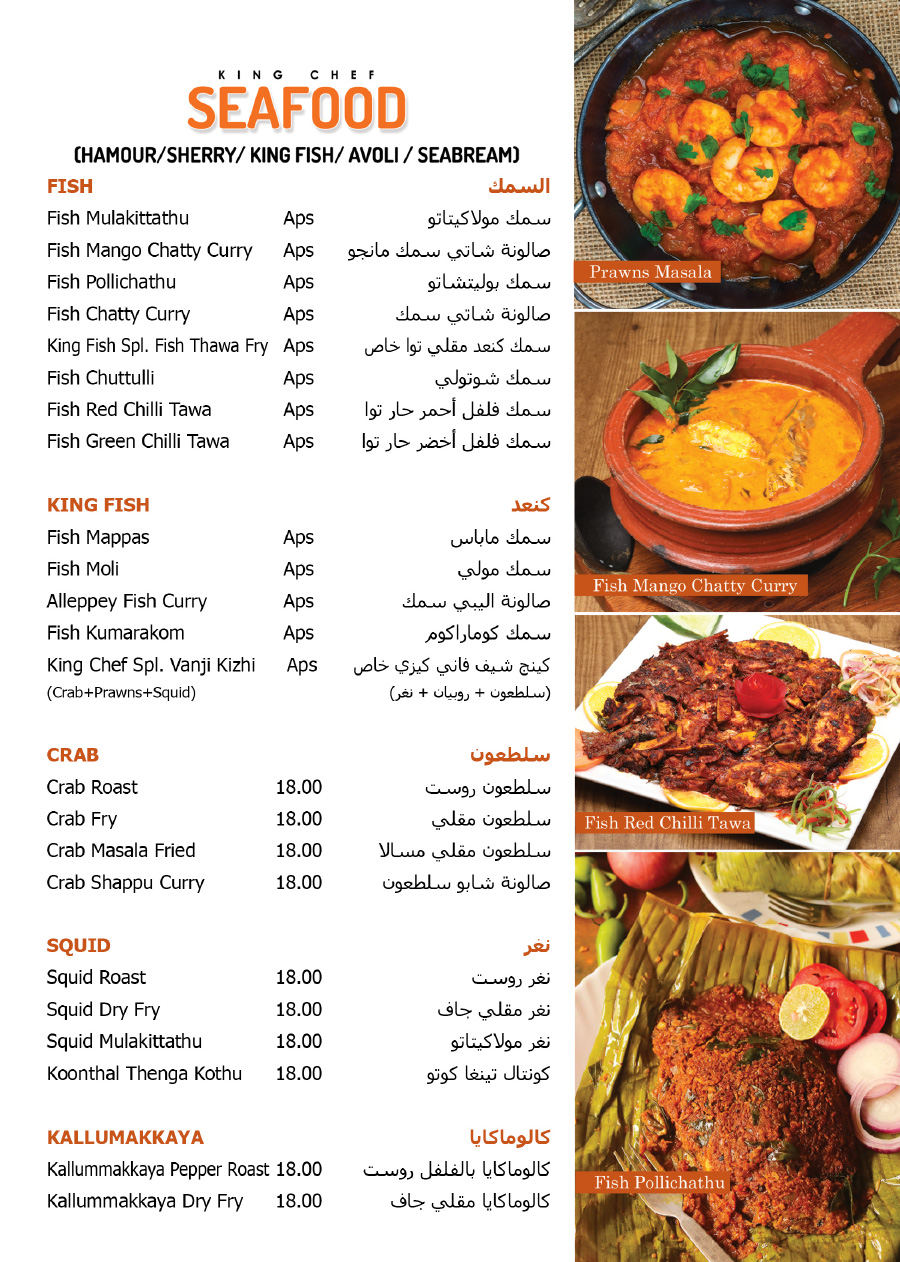 KING CHEF
SEAFOOD
(HAMOUR/SHERRY/ KING FISH/ AVOLI / SEABREAM)
FISH السمك
Fish Mulakittathu Aps سمك مولاكيتاتو
Fish Mango Chatty Curry Aps صالونة شاتي سمك مانجو
Fish Pollichathu Aps سمك بوليتشاتو
Fish Chatty Curry Aps صالونة شاتي سمك
King Fish Spl. Fish Thawa Fry Aps سمك كنعد مقلي توا خاص
Fish Chuttulli Aps سمك شوتولي
Fish Red Chilli Tawa Aps سمك فلفل أحمر حار توا
Fish Green Chilli Tawa Aps سمك فلفل أخضر حار توا
KING FISH كنعد
Fish Mappas Aps سمك ماباس
Fish Moli Aps سمك مولي
Alleppey Fish Curry Aps صالونة اليبي سمك
Fish Kumarakom Aps سمك كوماراكوم
King Chef Spl. Vanji Kizhi Aps كينج شيف فاني كيزي خاص
(Crab+Prawns+Squid) (سلطعون + روبيان + نغر)
CRAB سلطعون
Crab Roast 18.00 سلطعون روست
Crab Fry 18.00 سلطعون مقلي
Crab Masala Fried 18.00 سلطعون مقلي مسالا
Crab Shappu Curry 18.00 صالونة شابو سلطعون
SQUID نغر
Squid Roast 18.00 نغر روست
Squid Dry Fry 18.00 نغر مقلي جاف
Squid Mulakittathu 18.00 نغر مولاكيتاتو
Koonthal Thenga Kothu 18.00 كونتال تينغا كوتو
KALLUMAKKAYA كالوماكايا
Kallummakkaya Pepper Roast 18.00 كالوماكايا بالفلفل روست
Kallummakkaya Dry Fry 18.00 كالوماكايا مقلي جاف
Prawns Masala
Fish Mango Chatty Curry
Fish Red Chilli Tawa
Fish Pollichathu